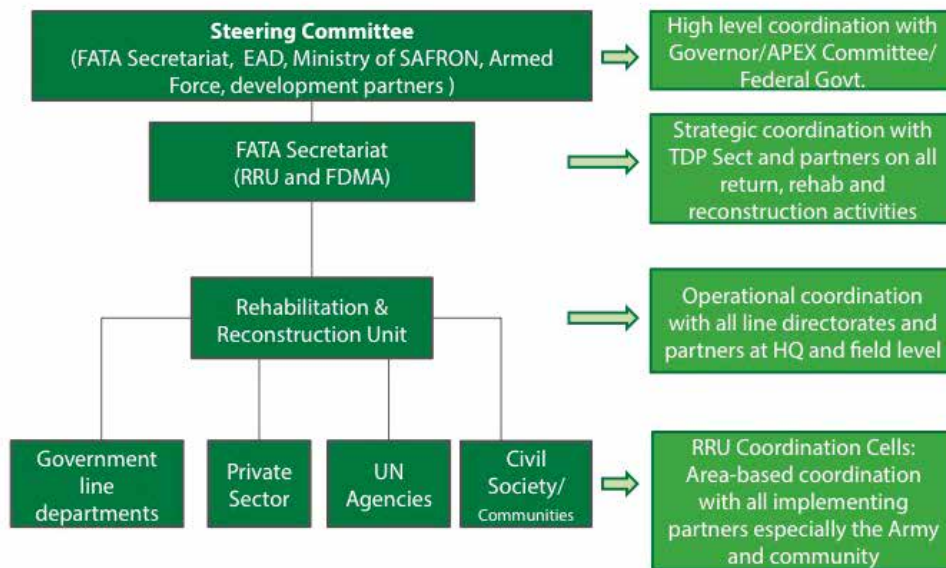 Steering Committee
(FATA Secretariat, EAD, Ministry of SAFRON, Armed
Force, development partners )
High level coordination with
Governor/APEX Committee/
Federal Govt.
FATA Secretariat
(RRU and FDMA)
Strategic coordination with
TDP Sect and partners on all
return, rehab and
reconstruction activities
Rehabilitation &
Reconstruction Unit
Operational coordination
with all line directorates and
partners at HQ and field level
Government
line
departments
Private
Sector
UN
Agencies
Civil
Society/
Communities
RRU Coordination Cells:
Area-based coordination
with all implementing
partners especially the Army
and community